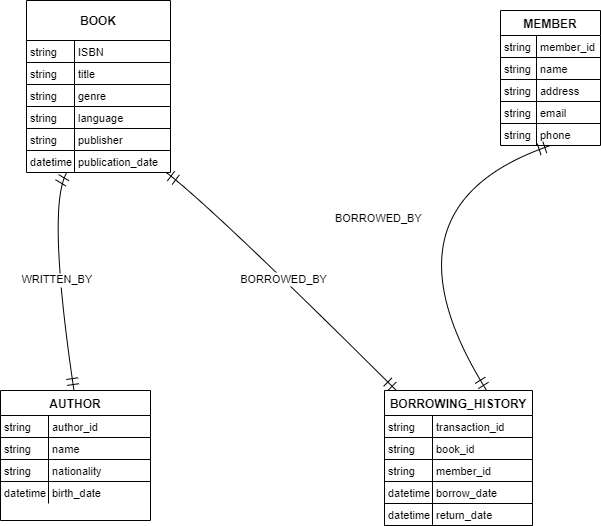 BOOK
string ISBN
string title
string genre
string language
string publisher
datetime publication_date
MEMBER
string member_id
string name
string address
string email
string phone
BORROWED_BY
WRITTEN_BY
BORROWED_BY
AUTHOR
string author_id
string name
string nationality
datetime birth_date
BORROWING_HISTORY
string transaction_id
string book_id
string member_id
datetime borrow_date
datetime return_date